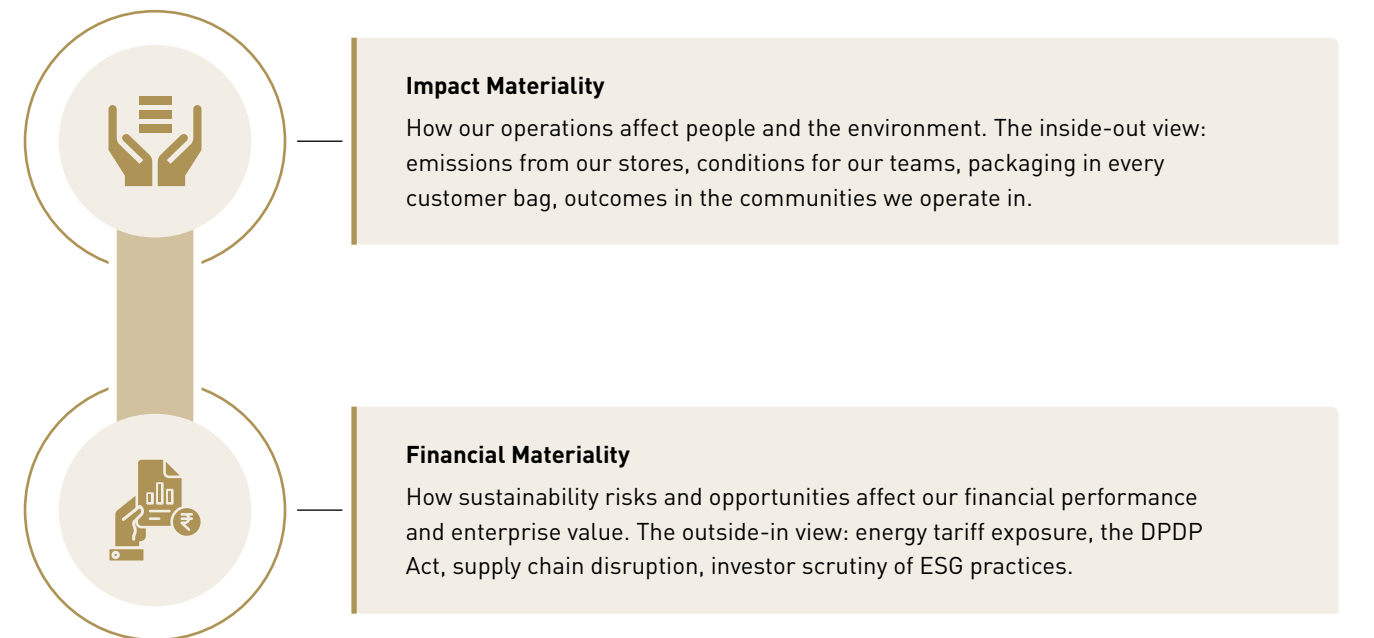 Impact Materiality
How our operations affect people and the environment. The inside-out view:
emissions from our stores, conditions for our teams, packaging in every
customer bag, outcomes in the communities we operate in.
₹
Financial Materiality
How sustainability risks and opportunities affect our financial performance
and enterprise value. The outside-in view: energy tariff exposure, the DPDP
Act, supply chain disruption, investor scrutiny of ESG practices.